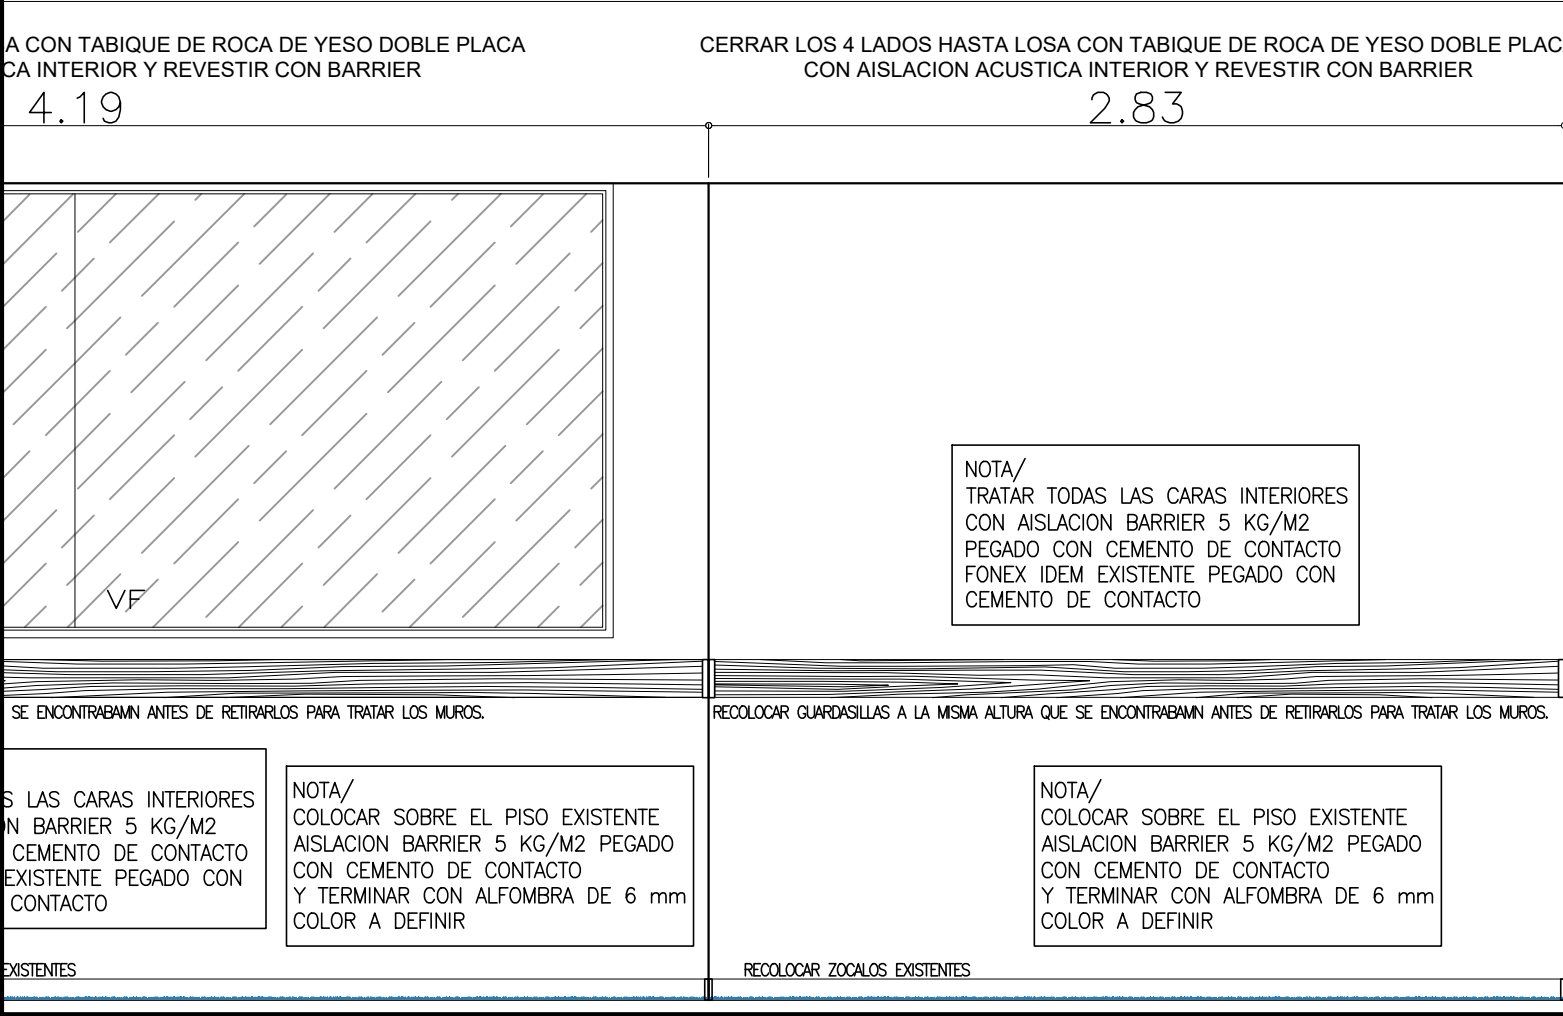 A CON TABIQUE DE ROCA DE YESO DOBLE PLACA
CA INTERIOR Y REVESTIR CON BARRIER
4.19
CERRAR LOS 4 LADOS HASTA LOSA CON TABIQUE DE ROCA DE YESO DOBLE PLAC
CON AISLACION ACUSTICA INTERIOR Y REVESTIR CON BARRIER
2.83
VF
NOTA/
TRATAR TODAS LAS CARAS INTERIORES
CON AISLACION BARRIER 5 KG/M2
PEGADO CON CEMENTO DE CONTACTO
FONEX IDEM EXISTENTE PEGADO CON
CEMENTO DE CONTACTO
SE ENCONTRABAMN ANTES DE RETIRARLOS PARA TRATAR LOS MUROS.
RECOLOCAR GUARDASILLAS A LA MISMA ALTURA QUE SE ENCONTRABAMN ANTES DE RETIRARLOS PARA TRATAR LOS MUROS.
S LAS CARAS INTERIORES
N BARRIER 5 KG/M2
CEMENTO DE CONTACTO
EXISTENTE PEGADO CON
CONTACTO
NOTA/
COLOCAR SOBRE EL PISO EXISTENTE
AISLACION BARRIER 5 KG/M2 PEGADO
CON CEMENTO DE CONTACTO
Y TERMINAR CON ALFOMBRA DE 6 mm
COLOR A DEFINIR
NOTA/
COLOCAR SOBRE EL PISO EXISTENTE
AISLACION BARRIER 5 KG/M2 PEGADO
CON CEMENTO DE CONTACTO
Y TERMINAR CON ALFOMBRA DE 6 mm
COLOR A DEFINIR
EXISTENTES
RECOLOCAR ZOCALOS EXISTENTES